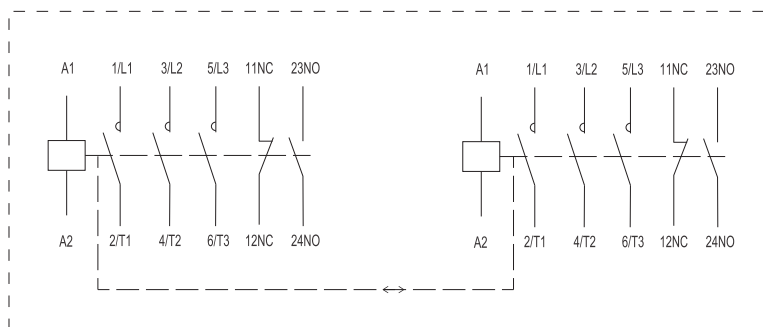 A1 1/L1 3/L2 5/L3 11NC 23NO
A2 2/T1 4/T2 6/T3 12NC 24NO
A1 1/L1 3/L2 5/L3 11NC 23NO
A2 2/T1 4/T2 6/T3 12NC 24NO